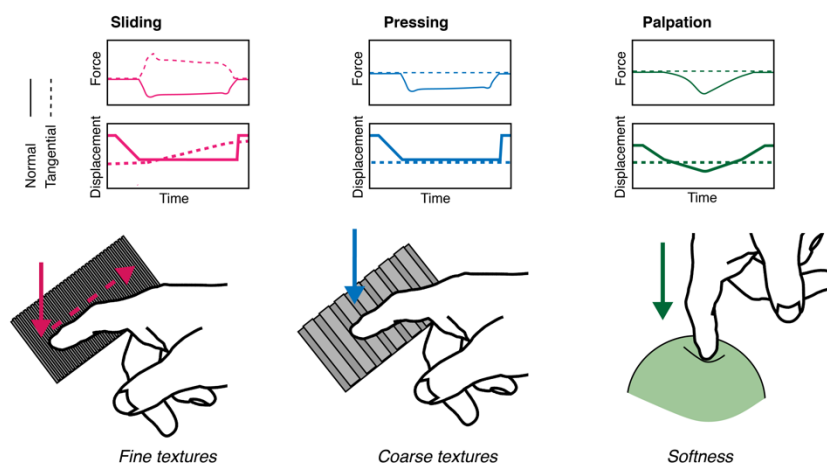 Sliding
Pressing
Palpation
Normal
Tangential
Force
Force
Force
Displacement
Displacement
Displacement
Time
Time
Time
Fine textures
Coarse textures
Softness